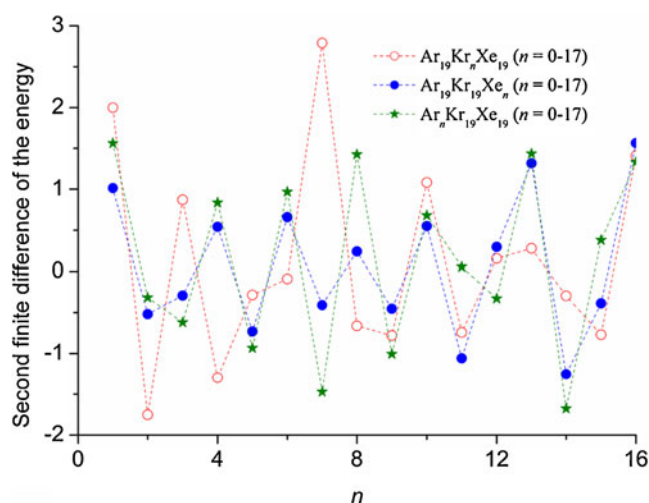 Second finite difference of the energy
3
2
1
0
-1
-2
Ar₁₉KrₙXe₁₉ (n = 0-17)
Ar₁₉Kr₁₉Xeₙ (n = 0-17)
ArₙKr₁₉Xe₁₉ (n = 0-17)
0 4 8 12 16
n